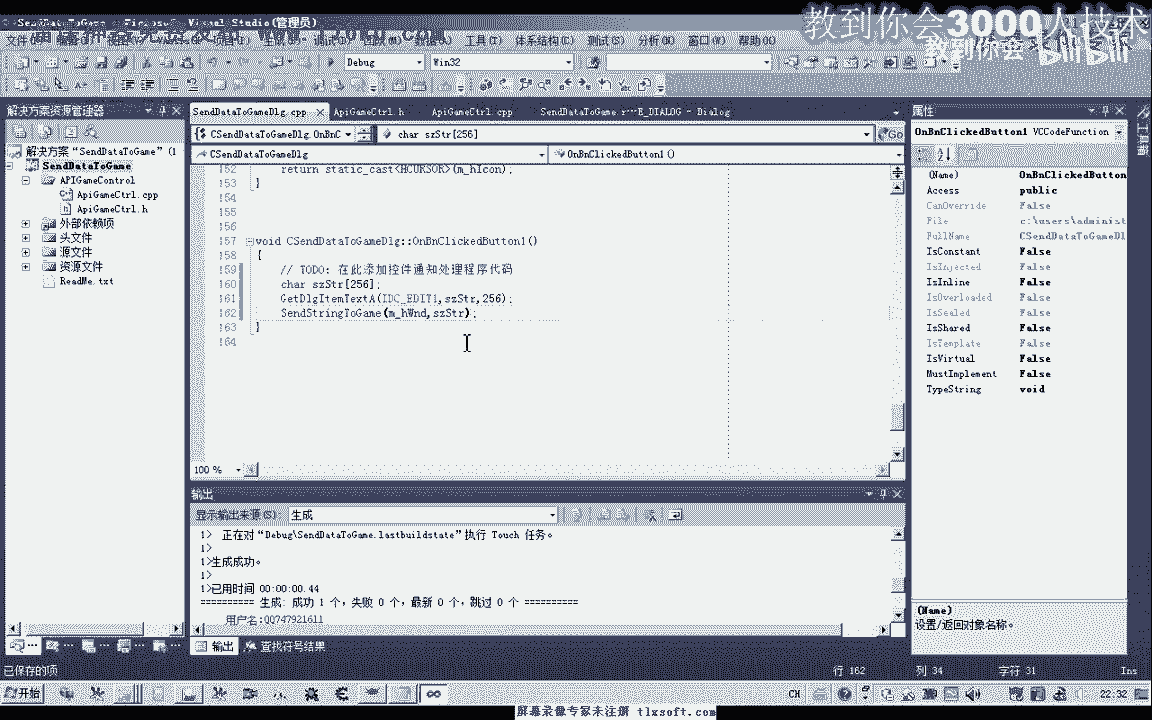 SendDataToGame - Microsoft Visual Studio(管理员)
教到你会3000人技术
教到你会 bilibili
工具(T) 体系结构(C) 测试(S) 分析(N) 窗口(W) 帮助(H)
Debug Win32
解决方案资源管理器
SendDataToGameDlg.cpp ApiGameCtrl.h ApiGameCtrl.cpp SendDataToGame.r...E_DIALOG - Dialog
属性
CSendDataToGameDlg.OnBnC char szStr[256] Go
OnBnClickedButton1 VCCodeFunction
工具箱
CSendDataToGameDlg OnBnClickedButton1()
解决方案“SendDataToGame”(1
SendDataToGame
APIGameControl
ApiGameCtrl.cpp
ApiGameCtrl.h
外部依赖项
头文件
源文件
资源文件
ReadMe.txt
152 return static_cast<HCURSOR>(m_hIcon);
153 }
154
155
156
157 void CSendDataToGameDlg::OnBnClickedButton1()
158 {
159 // TODO: 在此添加控件通知处理程序代码
160 char szStr[256];
161 GetDlgItemTextA(IDC_EDIT1,szStr,256);
162 SendStringToGame(m_hWnd,szStr);
163 }
164
100 %
(Name) OnBnClickedButton
Access public
CanOverride False
File c:\users\administ
FullName CSendDataToGameDl
IsConstant False
IsInjected False
IsInline False
IsOverloaded False
IsSealed False
IsShared False
IsTemplate False
IsVirtual False
MustImplement False
TypeString void
(Name)
设置/返回对象名称。
输出
显示输出来源(S): 生成
1> 正在对“Debug\SendDataToGame.lastbuildstate”执行 Touch 任务。
1>
1>生成成功。
1>
1>已用时间 00:00:00.44
========== 生成: 成功 1 个，失败 0 个，最新 0 个，跳过 0 个 ==========
用户名:QQ747921611
输出 查找符号结果
已保存的项 行 162 列 34 字符 31 Ins
开始 CH 22:32
屏幕录像专家未注册 tlxsoft.com